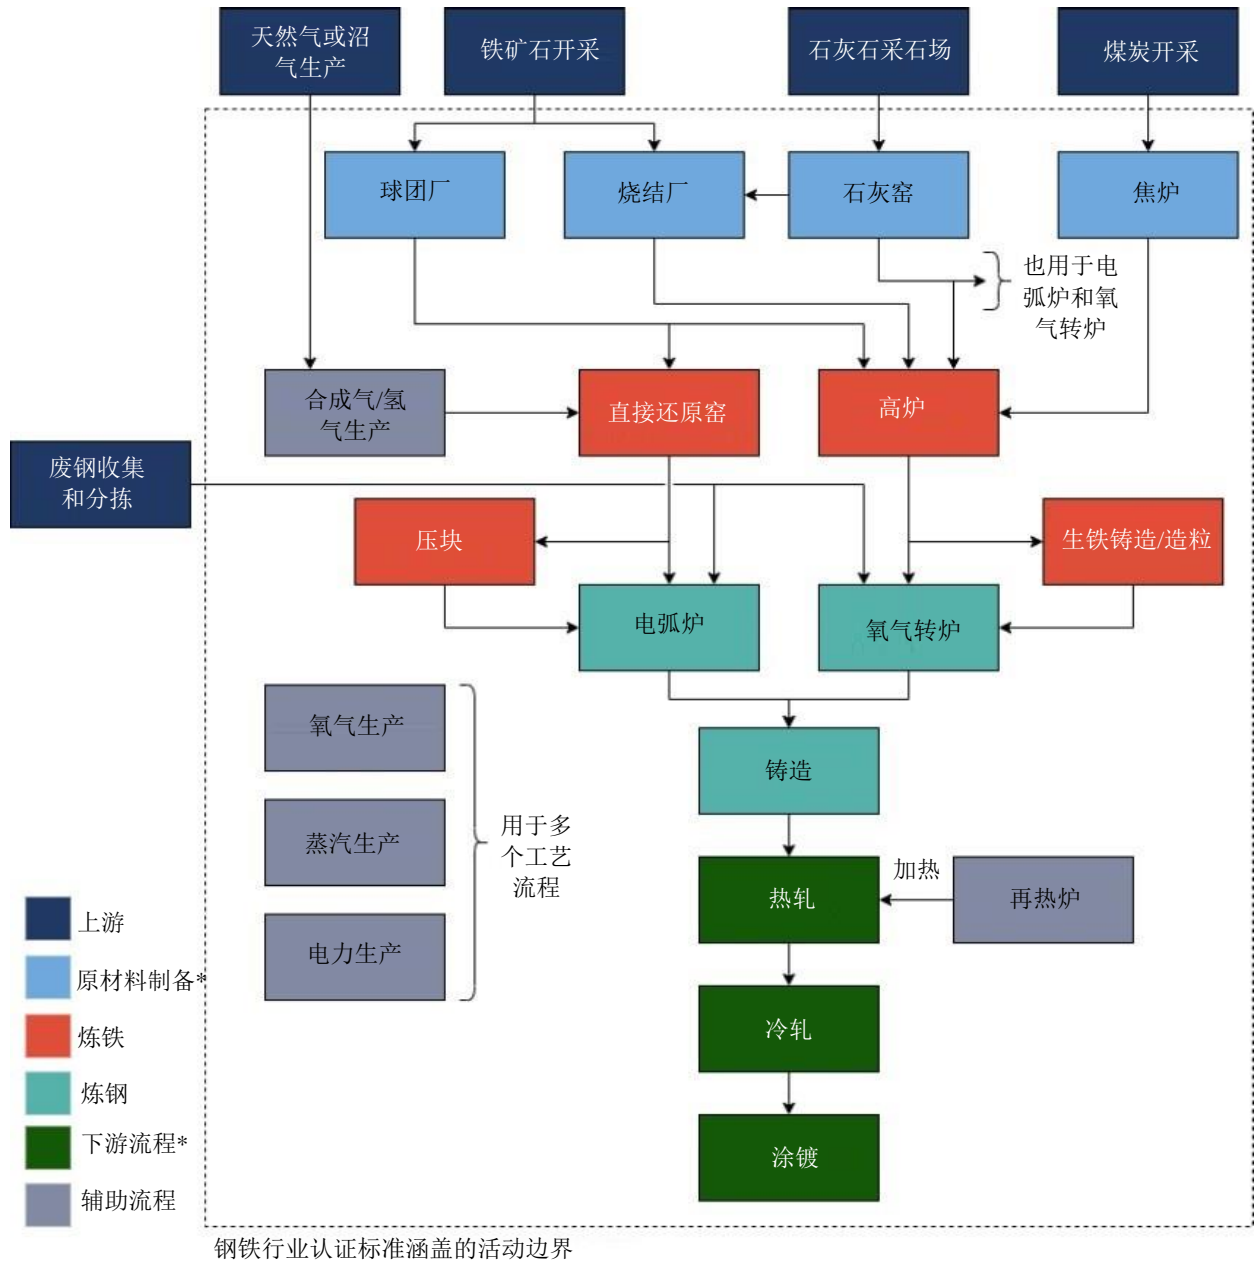 天然气或沼
气生产
铁矿石开采
石灰石采石场
煤炭开采
球团厂
烧结厂
石灰窑
焦炉
也用于电
弧炉和氧
气转炉
合成气/氢
气生产
直接还原窑
高炉
废钢收集
和分拣
压块
生铁铸造/造粒
电弧炉
氧气转炉
氧气生产
铸造
蒸汽生产
用于多
个工艺
流程
热轧
加热
再热炉
电力生产
冷轧
涂镀
上游
原材料制备*
炼铁
炼钢
下游流程*
辅助流程
钢铁行业认证标准涵盖的活动边界